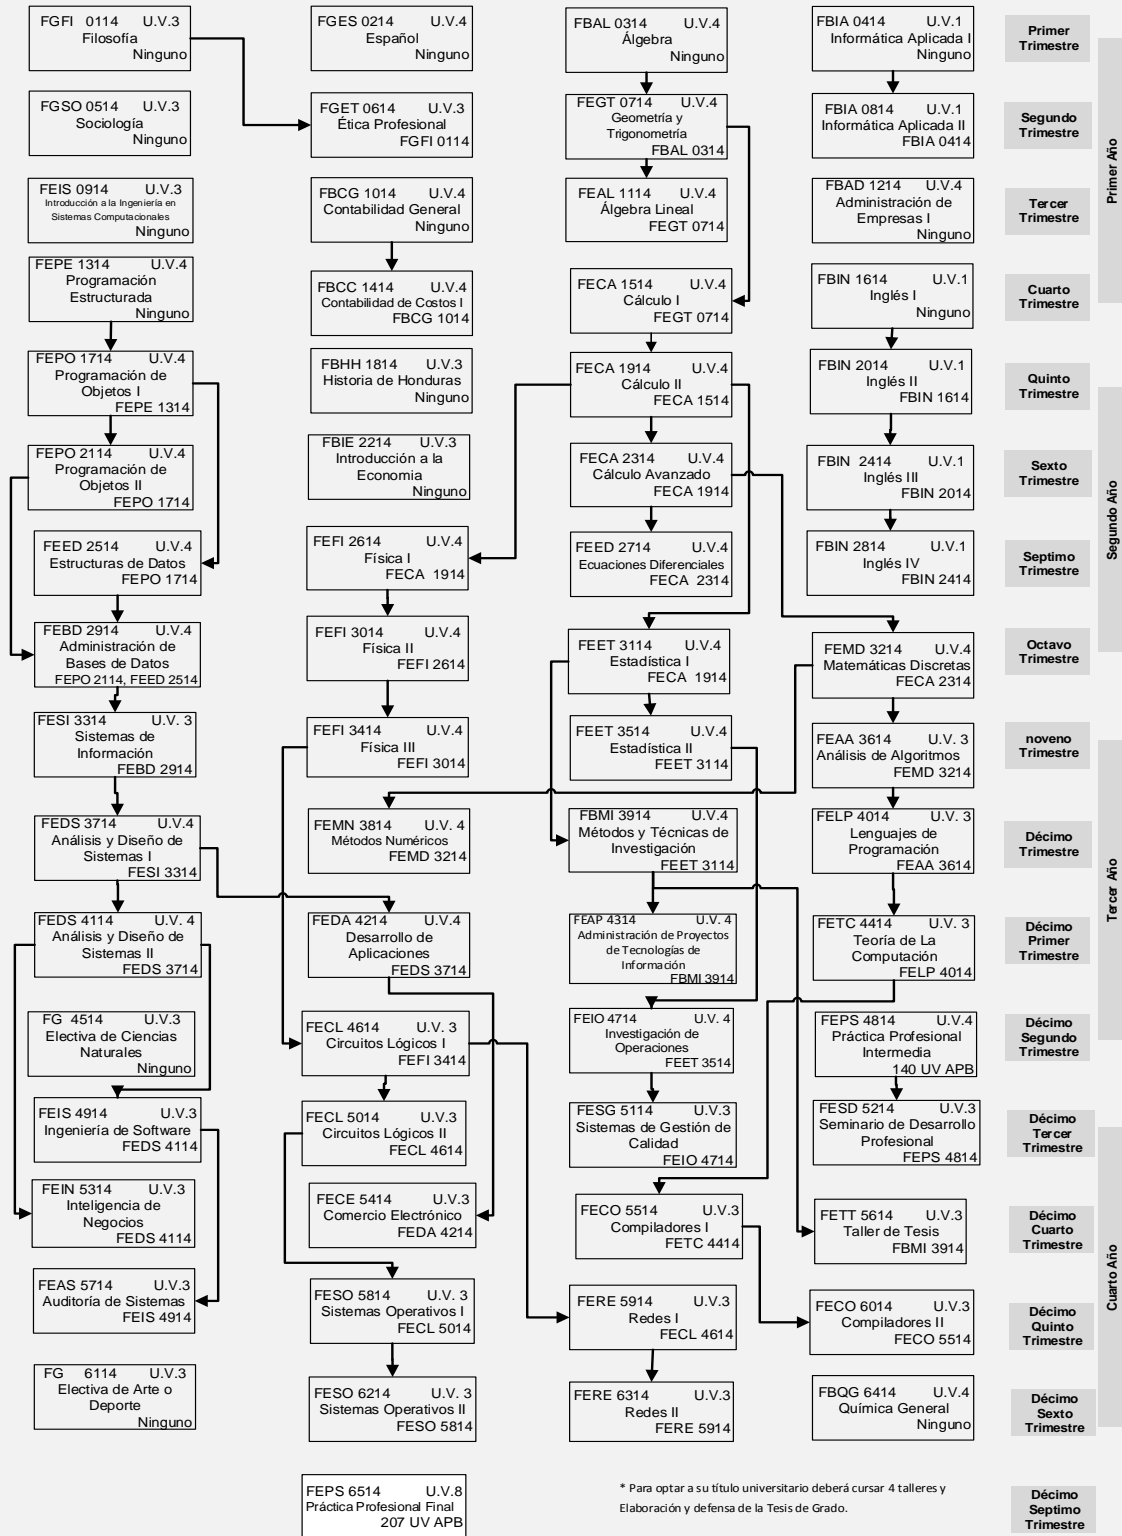 FGFI 0114 U.V.3
Filosofía
Ninguno
FGES 0214 U.V.4
Español
Ninguno
FBAL 0314 U.V.4
Álgebra
Ninguno
FBIA 0414 U.V.1
Informática Aplicada I
Ninguno
Primer
Trimestre
FGSO 0514 U.V.3
Sociología
Ninguno
FGET 0614 U.V.3
Ética Profesional
FGFI 0114
FEGT 0714 U.V.4
Geometría y
Trigonometría
FBAL 0314
FBIA 0814 U.V.1
Informática Aplicada II
FBIA 0414
Segundo
Trimestre
Primer Año
FEIS 0914 U.V.3
Introducción a la Ingeniería en
Sistemas Computacionales
Ninguno
FBCG 1014 U.V.4
Contabilidad General
Ninguno
FEAL 1114 U.V.4
Álgebra Lineal
FEGT 0714
FBAD 1214 U.V.4
Administración de
Empresas I
Ninguno
Tercer
Trimestre
FEPE 1314 U.V.4
Programación
Estructurada
Ninguno
FBCC 1414 U.V.4
Contabilidad de Costos I
FBCG 1014
FECA 1514 U.V.4
Cálculo I
FEGT 0714
FBIN 1614 U.V.1
Inglés I
Ninguno
Cuarto
Trimestre
FEPO 1714 U.V.4
Programación de
Objetos I
FEPE 1314
FBHH 1814 U.V.3
Historia de Honduras
Ninguno
FECA 1914 U.V.4
Cálculo II
FECA 1514
FBIN 2014 U.V.1
Inglés II
FBIN 1614
Quinto
Trimestre
FEPO 2114 U.V.4
Programación de
Objetos II
FEPO 1714
FBIE 2214 U.V.3
Introducción a la
Economia
Ninguno
FECA 2314 U.V.4
Cálculo Avanzado
FECA 1914
FBIN 2414 U.V.1
Inglés III
FBIN 2014
Sexto
Trimestre
Segundo Año
FEED 2514 U.V.4
Estructuras de Datos
FEPO 1714
FEFI 2614 U.V.4
Física I
FECA 1914
FEED 2714 U.V.4
Ecuaciones Diferenciales
FECA 2314
FBIN 2814 U.V.1
Inglés IV
FBIN 2414
Septimo
Trimestre
FEBD 2914 U.V.4
Administración de
Bases de Datos
FEPO 2114, FEED 2514
FEFI 3014 U.V.4
Física II
FEFI 2614
FEET 3114 U.V.4
Estadística I
FECA 1914
FEMD 3214 U.V.4
Matemáticas Discretas
FECA 2314
Octavo
Trimestre
FESI 3314 U.V. 3
Sistemas de
Información
FEBD 2914
FEFI 3414 U.V.4
Física III
FEFI 3014
FEET 3514 U.V.4
Estadística II
FEET 3114
FEAA 3614 U.V. 3
Análisis de Algoritmos
FEMD 3214
noveno
Trimestre
FEDS 3714 U.V.4
Análisis y Diseño de
Sistemas I
FESI 3314
FEMN 3814 U.V. 4
Métodos Numéricos
FEMD 3214
FBMI 3914 U.V.4
Métodos y Técnicas de
Investigación
FEET 3114
FELP 4014 U.V. 3
Lenguajes de
Programación
FEAA 3614
Décimo
Trimestre
Tercer Año
FEDS 4114 U.V. 4
Análisis y Diseño de
Sistemas II
FEDS 3714
FEDA 4214 U.V.4
Desarrollo de
Aplicaciones
FEDS 3714
FEAP 4314 U.V. 4
Administración de Proyectos
de Tecnologías de
Información
FBMI 3914
FETC 4414 U.V. 3
Teoría de La
Computación
FELP 4014
Décimo
Primer
Trimestre
FG 4514 U.V.3
Electiva de Ciencias
Naturales
Ninguno
FECL 4614 U.V. 3
Circuitos Lógicos I
FEFI 3414
FEIO 4714 U.V. 4
Investigación de
Operaciones
FEET 3514
FEPS 4814 U.V.4
Práctica Profesional
Intermedia
140 UV APB
Décimo
Segundo
Trimestre
FEIS 4914 U.V.3
Ingeniería de Software
FEDS 4114
FECL 5014 U.V.3
Circuitos Lógicos II
FECL 4614
FESG 5114 U.V.3
Sistemas de Gestión de
Calidad
FEIO 4714
FESD 5214 U.V.3
Seminario de Desarrollo
Profesional
FEPS 4814
Décimo
Tercer
Trimestre
FEIN 5314 U.V.3
Inteligencia de
Negocios
FEDS 4114
FECE 5414 U.V.3
Comercio Electrónico
FEDA 4214
FECO 5514 U.V.3
Compiladores I
FETC 4414
FETT 5614 U.V.3
Taller de Tesis
FBMI 3914
Décimo
Cuarto
Trimestre
Cuarto Año
FEAS 5714 U.V.3
Auditoría de Sistemas
FEIS 4914
FESO 5814 U.V. 3
Sistemas Operativos I
FECL 5014
FERE 5914 U.V.3
Redes I
FECL 4614
FECO 6014 U.V.3
Compiladores II
FECO 5514
Décimo
Quinto
Trimestre
FG 6114 U.V.3
Electiva de Arte o
Deporte
Ninguno
FESO 6214 U.V. 3
Sistemas Operativos II
FESO 5814
FERE 6314 U.V.3
Redes II
FERE 5914
FBQG 6414 U.V.4
Química General
Ninguno
Décimo
Sexto
Trimestre
FEPS 6514 U.V.8
Práctica Profesional Final
207 UV APB
* Para optar a su título universitario deberá cursar 4 talleres y
Elaboración y defensa de la Tesis de Grado.
Décimo
Septimo
Trimestre